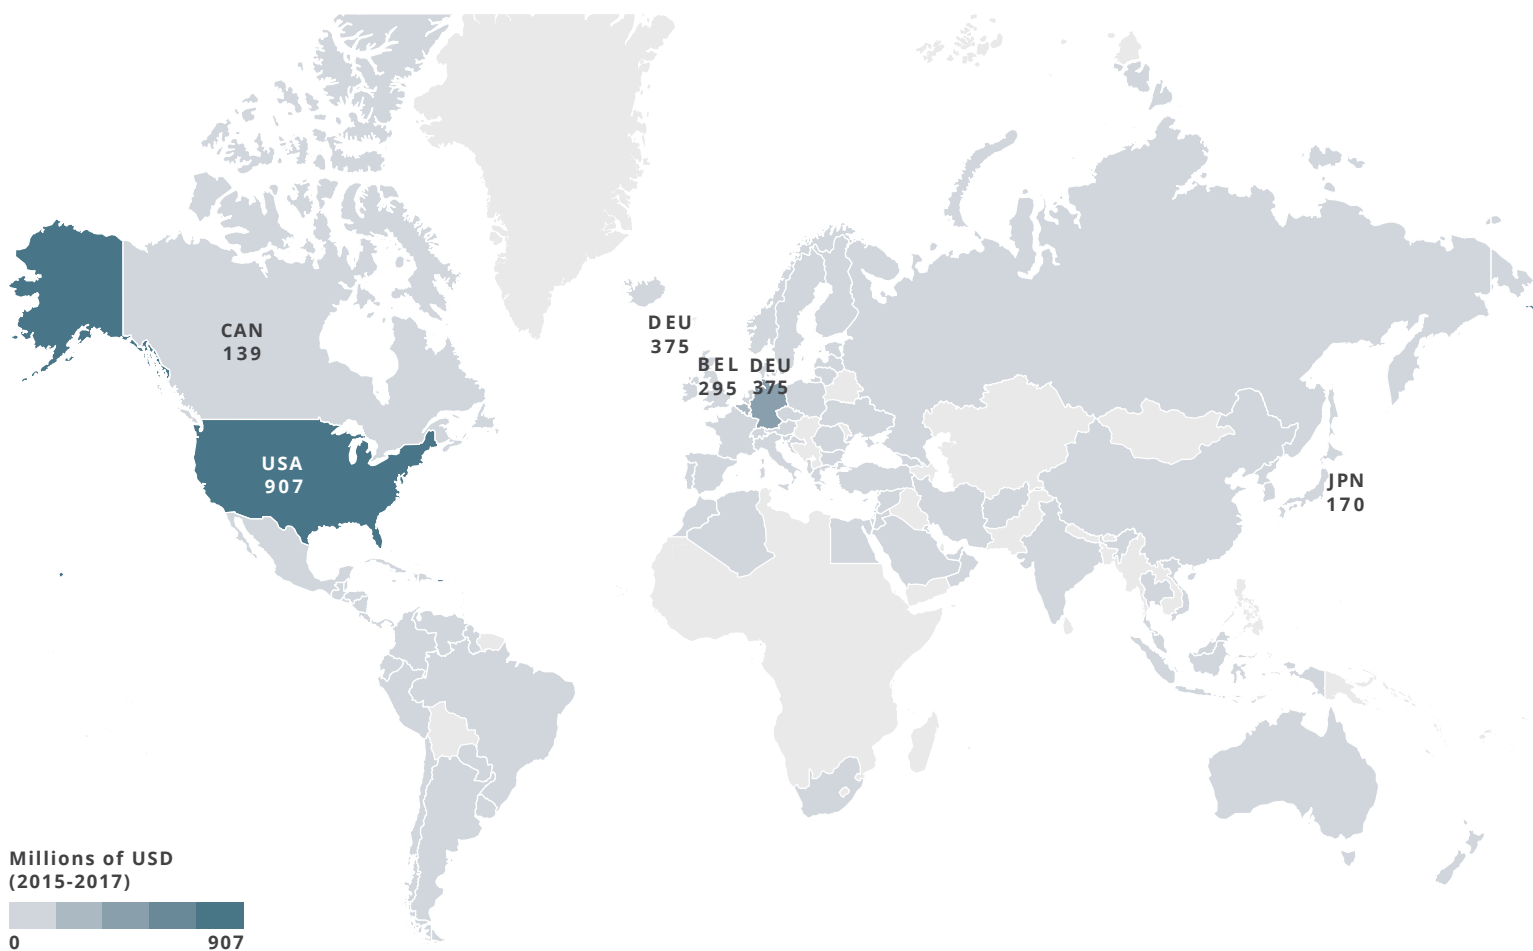 DEU
375
CAN
139
BEL
295
DEU
375
USA
907
JPN
170
Millions of USD
(2015-2017)
0
907